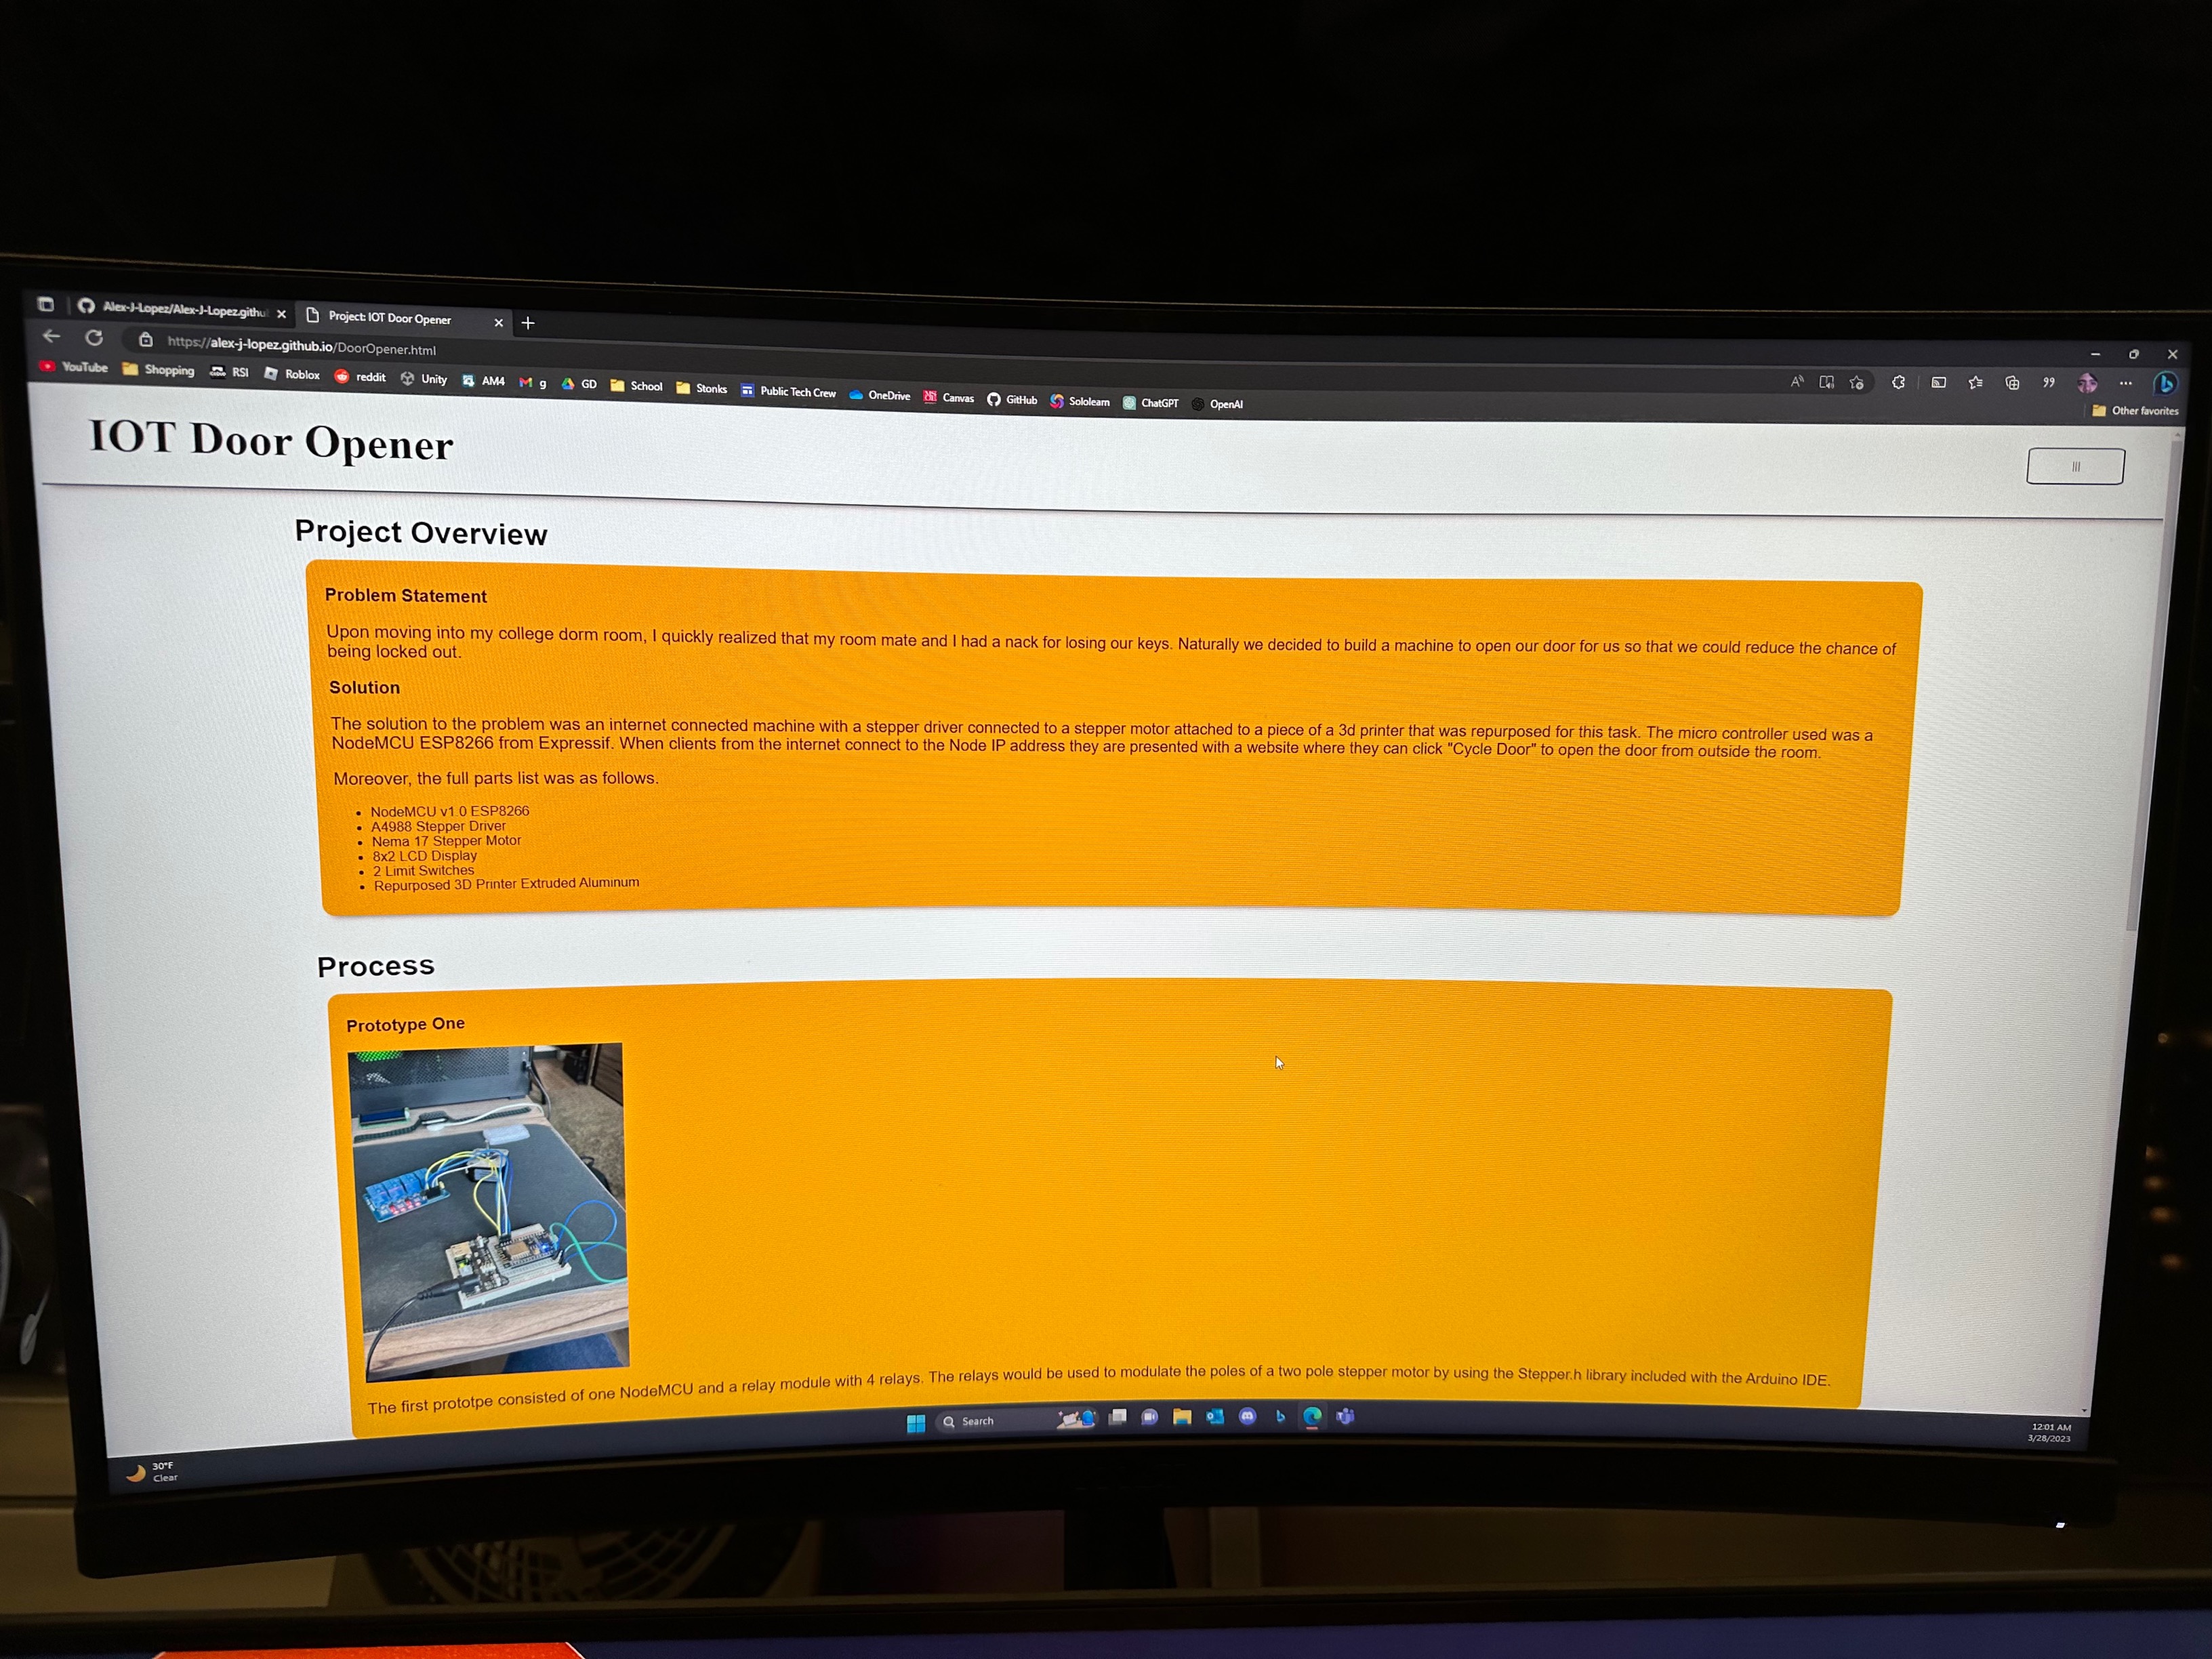 Alex-J-Lopez/Alex-J-Lopez.githu
Project: IOT Door Opener
https://alex-j-lopez.github.io/DoorOpener.html
YouTube Shopping RSI Roblox reddit Unity AM4 g GD School Stonks Public Tech Crew OneDrive Canvas GitHub Sololearn ChatGPT OpenAI
Other favorites
IOT Door Opener
Project Overview
Problem Statement
Upon moving into my college dorm room, I quickly realized that my room mate and I had a nack for losing our keys. Naturally we decided to build a machine to open our door for us so that we could reduce the chance of
being locked out.
Solution
The solution to the problem was an internet connected machine with a stepper driver connected to a stepper motor attached to a piece of a 3d printer that was repurposed for this task. The micro controller used was a
NodeMCU ESP8266 from Expressif. When clients from the internet connect to the Node IP address they are presented with a website where they can click "Cycle Door" to open the door from outside the room.
Moreover, the full parts list was as follows.
• NodeMCU v1.0 ESP8266
• A4988 Stepper Driver
• Nema 17 Stepper Motor
• 8x2 LCD Display
• 2 Limit Switches
• Repurposed 3D Printer Extruded Aluminum
Process
Prototype One
The first prototpe consisted of one NodeMCU and a relay module with 4 relays. The relays would be used to modulate the poles of a two pole stepper motor by using the Stepper.h library included with the Arduino IDE.
Search
12:01 AM
3/28/2023
30°F
Clear